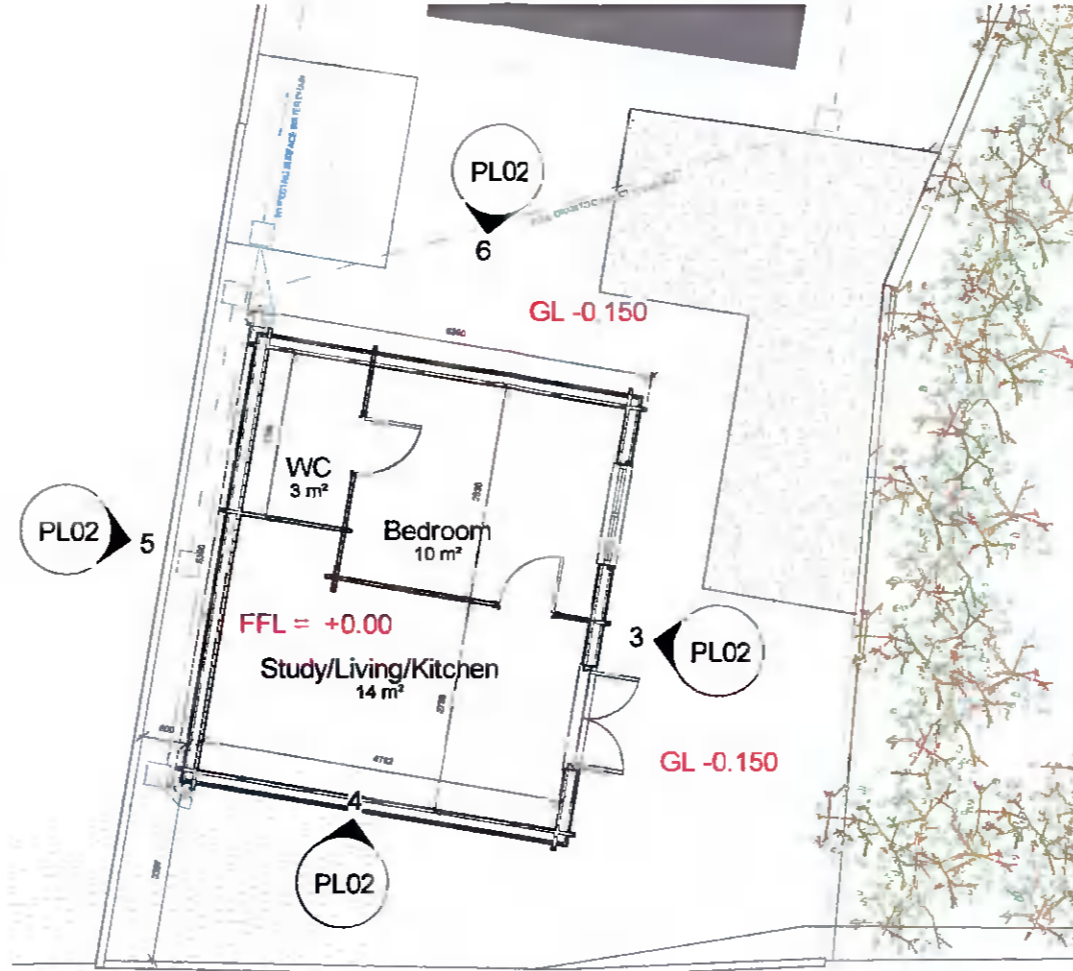 PL02
6
GL -0.150
WC
3 m²
Bedroom
10 m²
PL02
5
FFL = +0.00
Study/Living/Kitchen
14 m²
3
PL02
GL -0.150
600
4
PL02